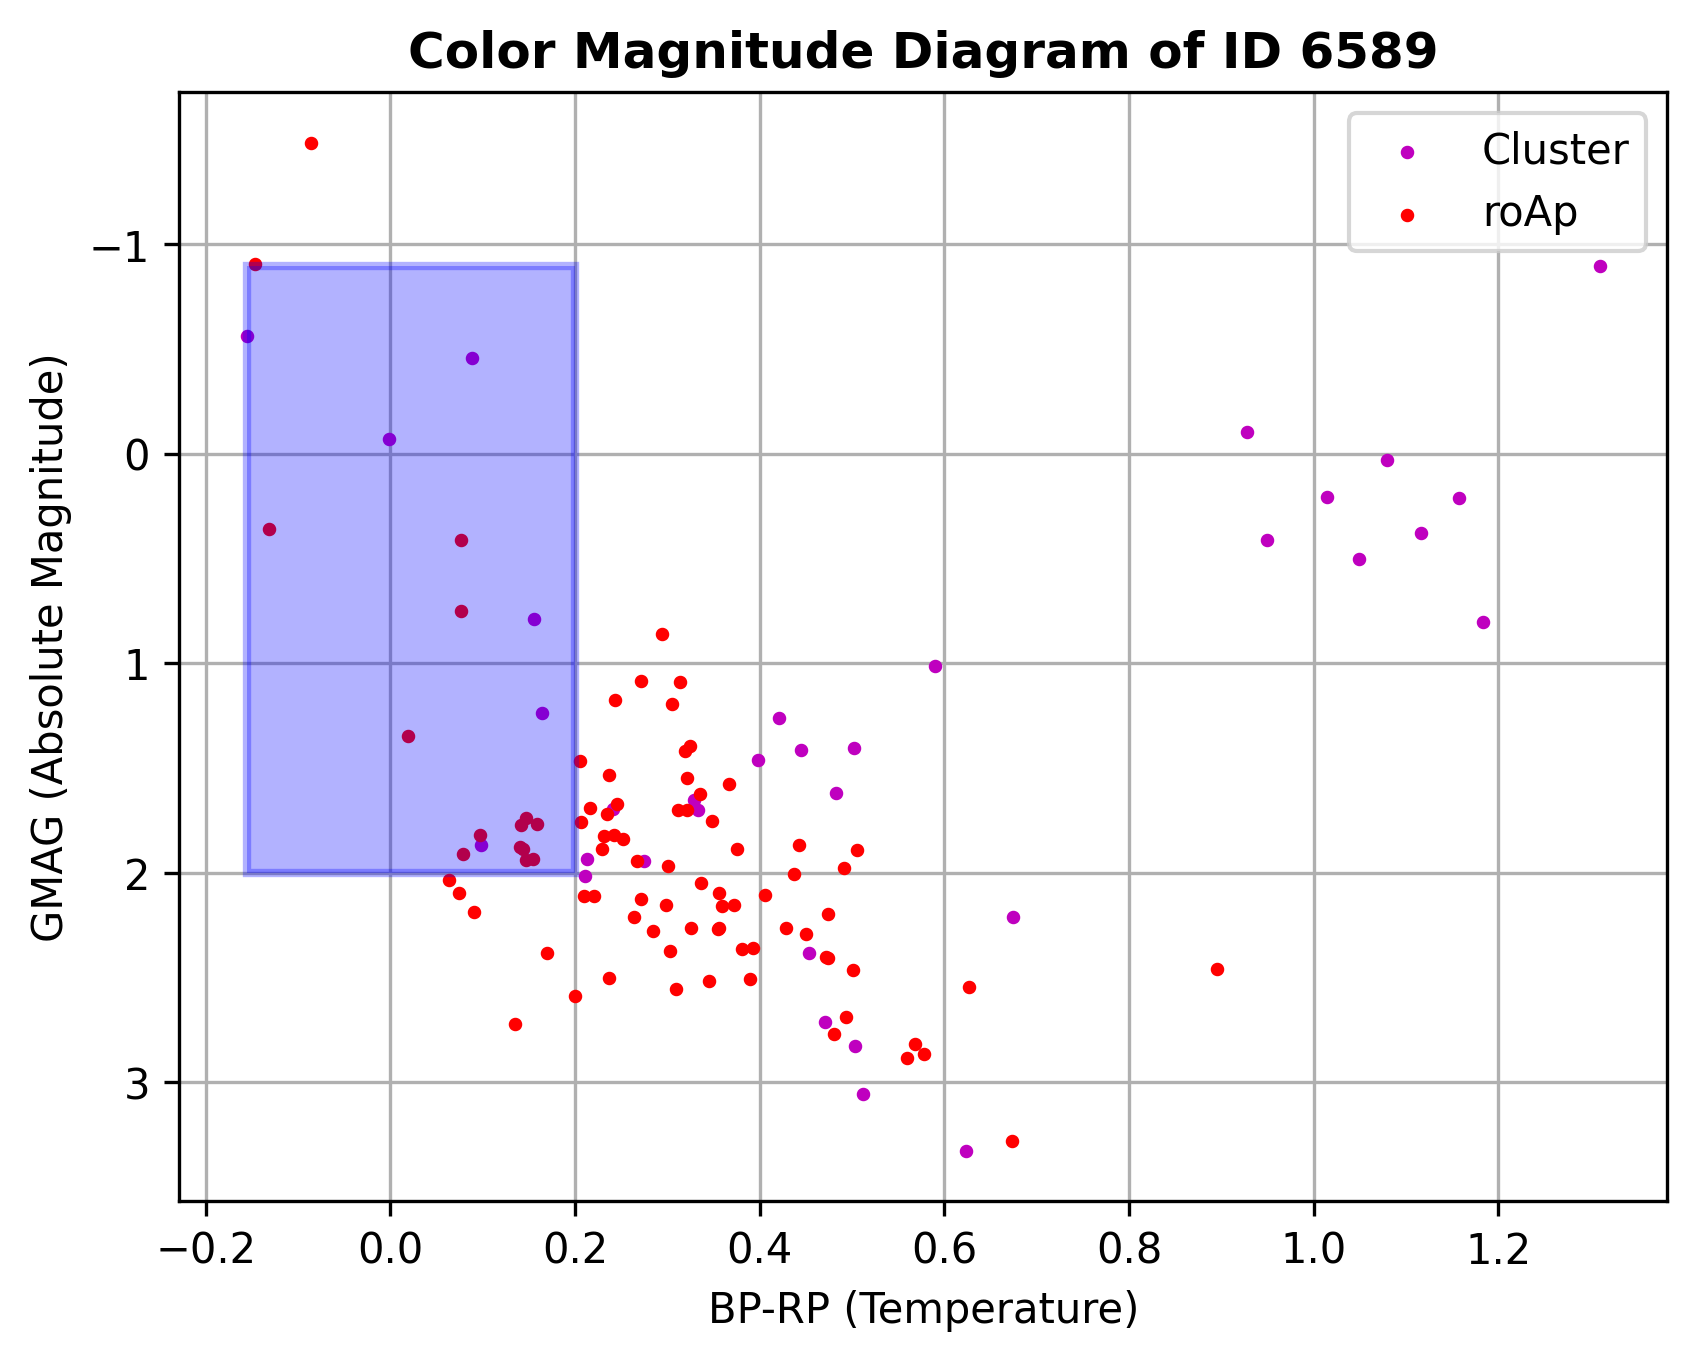 Color Magnitude Diagram of ID 6589
Cluster
roAp
GMAG (Absolute Magnitude)
−1
0
1
2
3
−0.2 0.0 0.2 0.4 0.6 0.8 1.0 1.2
BP-RP (Temperature)